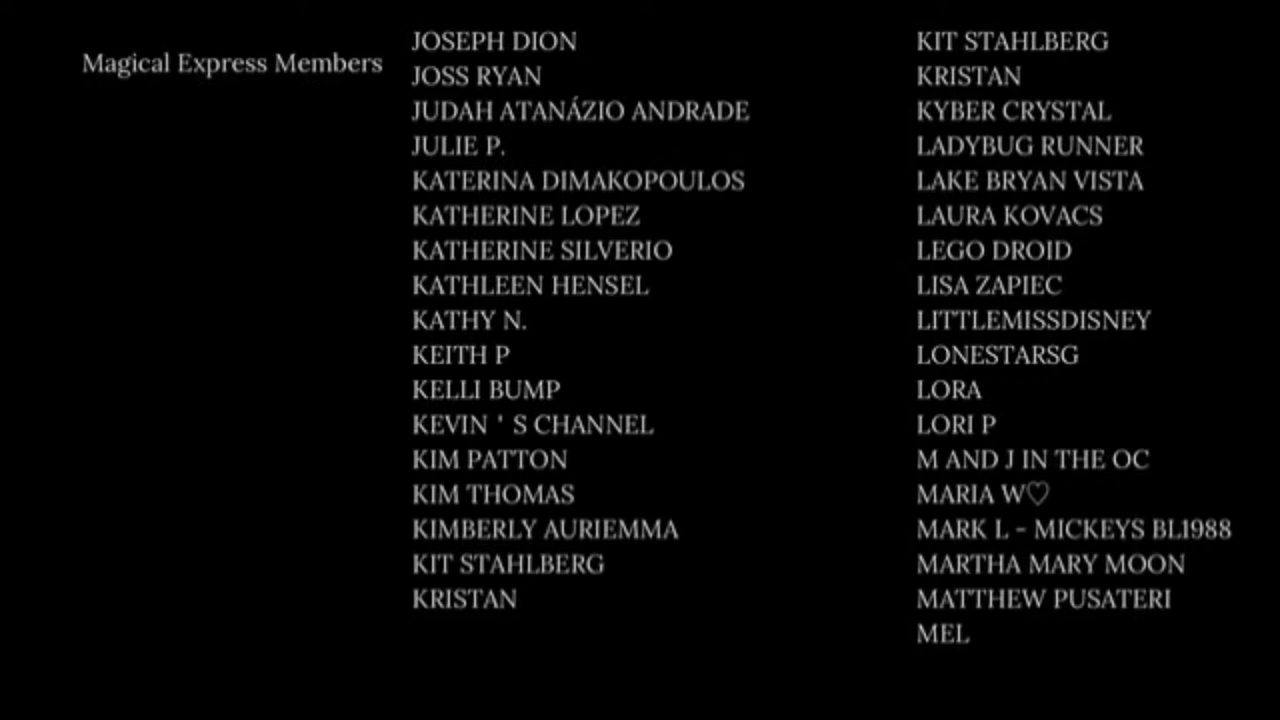 Magical Express Members
JOSEPH DION
JOSS RYAN
JUDAH ATANÁZIO ANDRADE
JULIE P.
KATERINA DIMAKOPOULOS
KATHERINE LOPEZ
KATHERINE SILVERIO
KATHLEEN HENSEL
KATHY N.
KEITH P
KELLI BUMP
KEVIN ' S CHANNEL
KIM PATTON
KIM THOMAS
KIMBERLY AURIEMMA
KIT STAHLBERG
KRISTAN
KIT STAHLBERG
KRISTAN
KYBER CRYSTAL
LADYBUG RUNNER
LAKE BRYAN VISTA
LAURA KOVACS
LEGO DROID
LISA ZAPIEC
LITTLEMISSDISNEY
LONESTARSG
LORA
LORI P
M AND J IN THE OC
MARIA W♡
MARK L - MICKEYS BL1988
MARTHA MARY MOON
MATTHEW PUSATERI
MEL